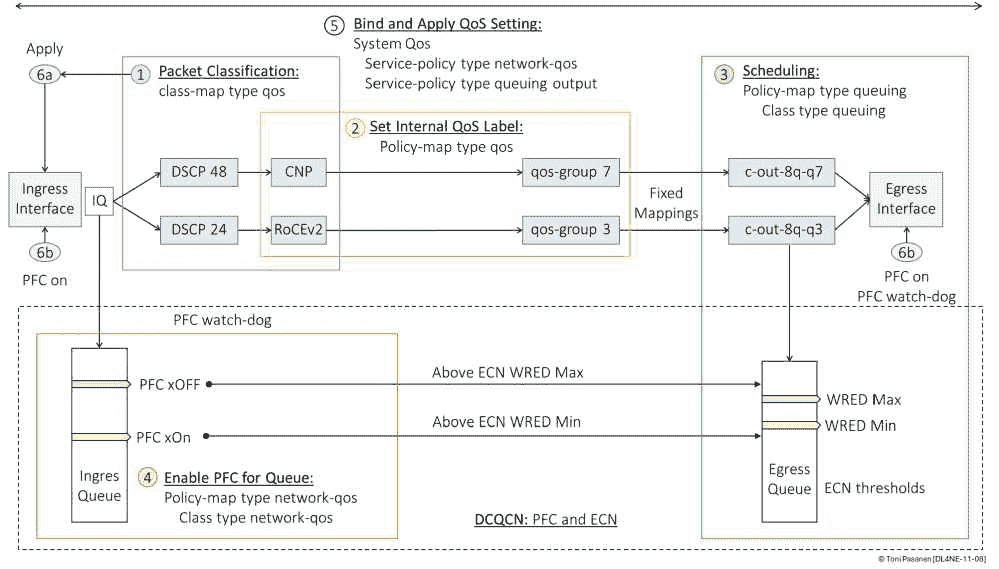 5 Bind and Apply QoS Setting:
System Qos
Service-policy type network-qos
Service-policy type queuing output
Apply
6a
1 Packet Classification:
class-map type qos
2 Set Internal QoS Label:
Policy-map type qos
3 Scheduling:
Policy-map type queuing
Class type queuing
Ingress
Interface
IQ
DSCP 48
CNP
qos-group 7
c-out-8q-q7
DSCP 24
RoCEv2
qos-group 3
c-out-8q-q3
Fixed
Mappings
Egress
Interface
6b
PFC on
6b
PFC on
PFC watch-dog
PFC watch-dog
PFC xOFF
Above ECN WRED Max
WRED Max
PFC xOn
Above ECN WRED Min
WRED Min
Ingres
Queue
4 Enable PFC for Queue:
Policy-map type network-qos
Class type network-qos
Egress
Queue
ECN thresholds
DCQCN: PFC and ECN
© Toni Pasanen [DL4NE-11-08]